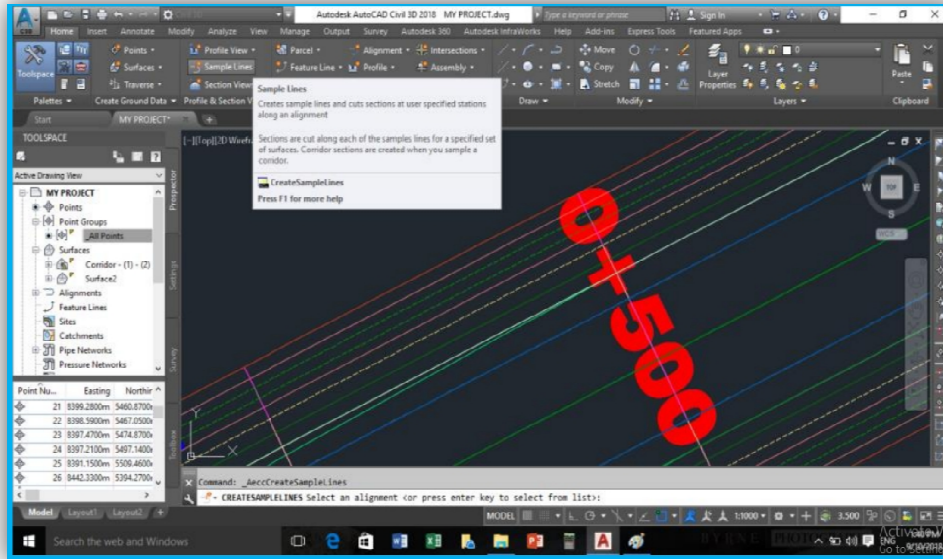 Autodesk AutoCAD Civil 3D 2018 MY PROJECT.dwg
Type a keyword or phrase
Sign In
C3D
Home Insert Annotate Modify Analyze View Manage Output Survey Autodesk 360 Autodesk InfraWorks Help Add-ins Express Tools Featured Apps
Toolspace
Points
Surfaces
Traverse
Profile View
Sample Lines
Section Views
Parcel
Feature Line
Alignment
Profile
Intersections
Assembly
Move
Copy
Stretch
Layer
Properties
0
Paste
Palettes
Create Ground Data
Profile & Section V
Draw
Modify
Layers
Clipboard
Start
MY PROJECT*
Sample Lines
Creates sample lines and cuts sections at user specified stations
along an alignment
Sections are cut along each of the samples lines for a specified set
of surfaces. Corridor sections are created when you sample a
corridor.
CreateSampleLines
Press F1 for more help
TOOLSPACE
Active Drawing View
MY PROJECT
Points
Point Groups
_All Points
Surfaces
Corridor - (1) - (2)
Surface2
Alignments
Feature Lines
Sites
Catchments
Pipe Networks
Pressure Networks
Prospector
Settings
Survey
Toolbox
[-][Top][2D Wirefr
N
W
TOP
E
S
WCS
0+500
Y
X
Point Nu... Easting Northir
21 8399.2800m 5460.8700
22 8398.5900m 5467.0500
23 8397.4700m 5474.8700
24 8397.2100m 5497.1400
25 8391.1500m 5509.4600
26 8442.3300m 5394.2700
Command: _AeccCreateSampleLines
CREATESAMPLELINES Select an alignment <or press enter key to select from list>:
Model Layout1 Layout2 +
MODEL
1:1000
3.500
Search the web and Windows
ENG